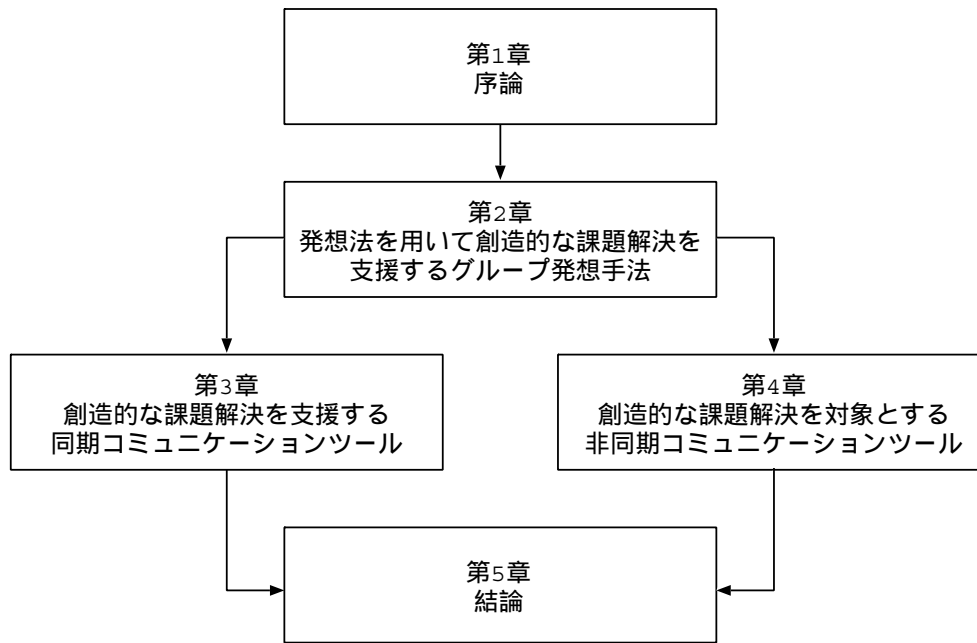 第1章
序論
第2章
発想法を用いて創造的な課題解決を
支援するグループ発想手法
第3章
創造的な課題解決を支援する
同期コミュニケーションツール
第4章
創造的な課題解決を対象とする
非同期コミュニケーションツール
第5章
結論